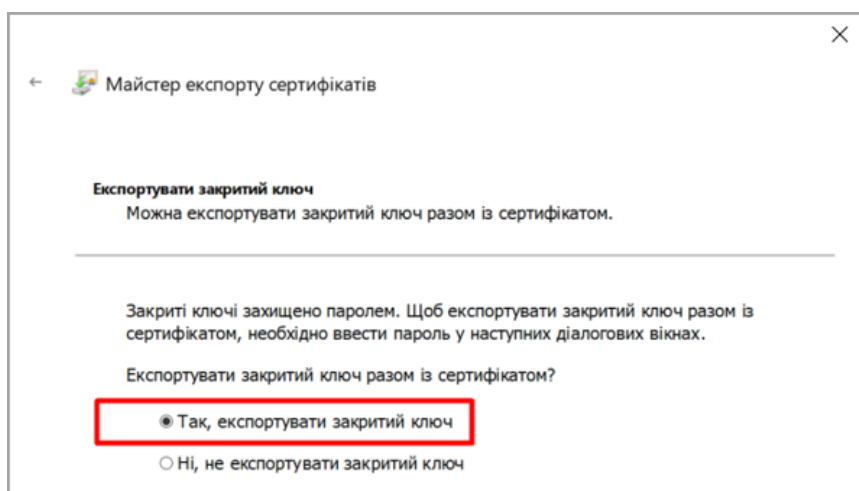 Майстер експорту сертифікатів
Експортувати закритий ключ
Можна експортувати закритий ключ разом із сертифікатом.
Закриті ключі захищено паролем. Щоб експортувати закритий ключ разом із
сертифікатом, необхідно ввести пароль у наступних діалогових вікнах.
Експортувати закритий ключ разом із сертифікатом?
Так, експортувати закритий ключ
Ні, не експортувати закритий ключ